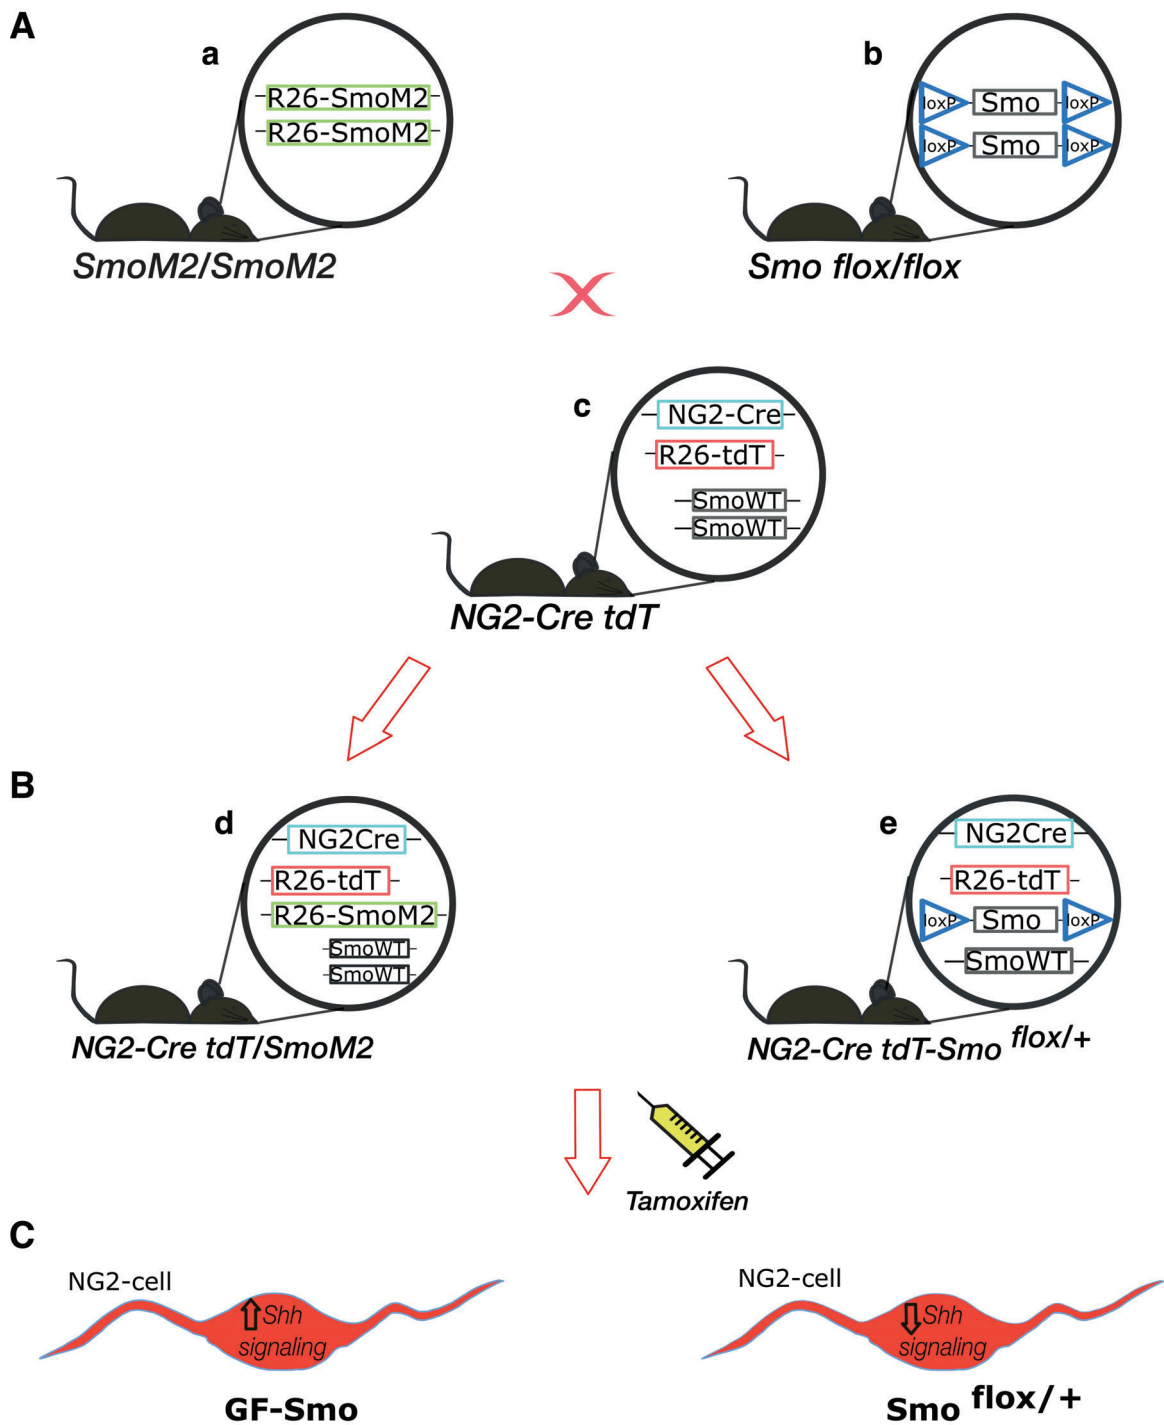 A
a
b
R26-SmoM2
R26-SmoM2
loxP Smo loxP
loxP Smo loxP
SmoM2/SmoM2
Smo flox/flox
X
c
NG2-Cre
R26-tdT
SmoWT
SmoWT
NG2-Cre tdT
B
d
e
NG2Cre
R26-tdT
R26-SmoM2
SmoWT
SmoWT
NG2Cre
R26-tdT
loxP Smo loxP
SmoWT
NG2-Cre tdT/SmoM2
NG2-Cre tdT-Smo flox/+
Tamoxifen
C
NG2-cell
Shh
signaling
GF-Smo
NG2-cell
Shh
signaling
Smo flox/+